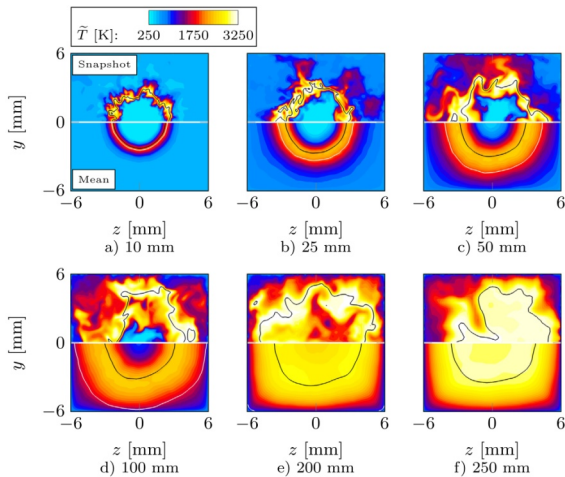 T̃ [K]: 250 1750 3250
Snapshot
Mean
y [mm]
6
0
−6
−6 0 6
−6 0 6
−6 0 6
z [mm] z [mm] z [mm]
a) 10 mm b) 25 mm c) 50 mm
y [mm]
6
0
−6
−6 0 6
−6 0 6
−6 0 6
z [mm] z [mm] z [mm]
d) 100 mm e) 200 mm f) 250 mm